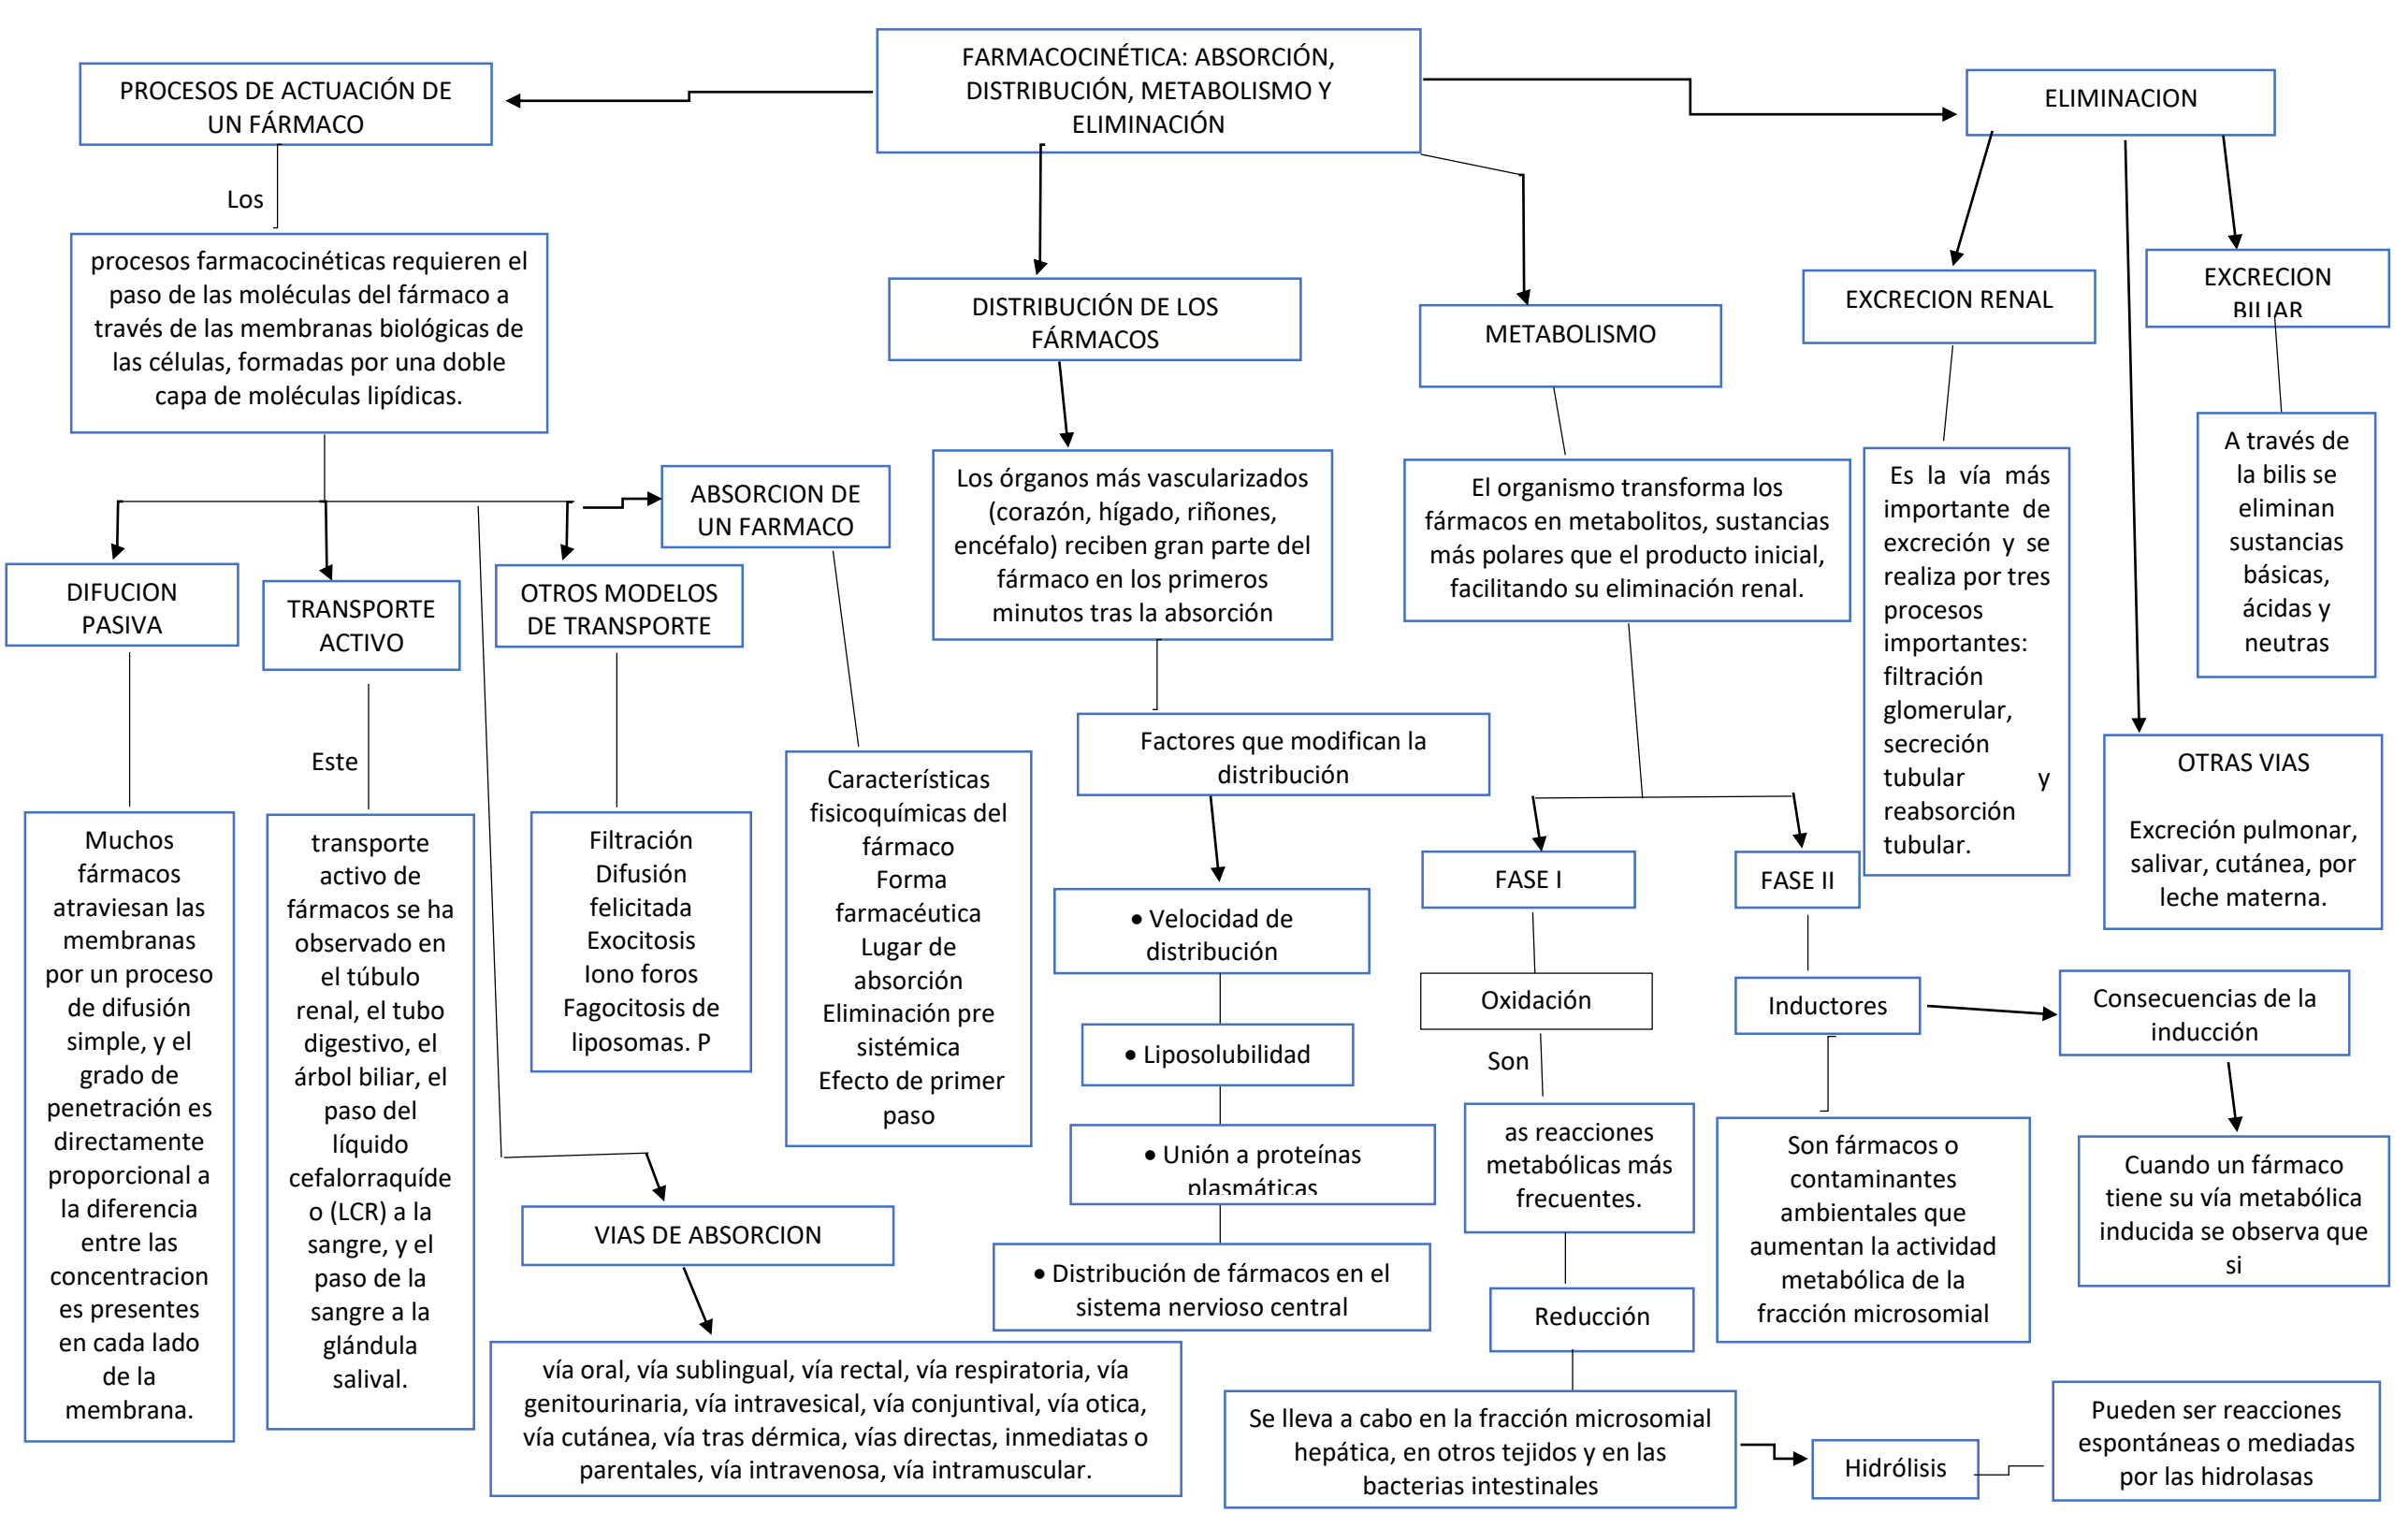 FARMACOCINÉTICA: ABSORCIÓN,
DISTRIBUCIÓN, METABOLISMO Y
ELIMINACIÓN
PROCESOS DE ACTUACIÓN DE
UN FÁRMACO
Los
procesos farmacocinéticas requieren el
paso de las moléculas del fármaco a
través de las membranas biológicas de
las células, formadas por una doble
capa de moléculas lipídicas.
DIFUCION
PASIVA
Muchos
fármacos
atraviesan las
membranas
por un proceso
de difusión
simple, y el
grado de
penetración es
directamente
proporcional a
la diferencia
entre las
concentracion
es presentes
en cada lado
de la
membrana.
TRANSPORTE
ACTIVO
Este
transporte
activo de
fármacos se ha
observado en
el túbulo
renal, el tubo
digestivo, el
árbol biliar, el
paso del
líquido
cefalorraquíde
o (LCR) a la
sangre, y el
paso de la
sangre a la
glándula
salival.
OTROS MODELOS
DE TRANSPORTE
Filtración
Difusión
felicitada
Exocitosis
Iono foros
Fagocitosis de
liposomas. P
ABSORCION DE
UN FARMACO
Características
fisicoquímicas del
fármaco
Forma
farmacéutica
Lugar de
absorción
Eliminación pre
sistémica
Efecto de primer
paso
VIAS DE ABSORCION
vía oral, vía sublingual, vía rectal, vía respiratoria, vía
genitourinaria, vía intravesical, vía conjuntival, vía otica,
vía cutánea, vía tras dérmica, vías directas, inmediatas o
parentales, vía intravenosa, vía intramuscular.
DISTRIBUCIÓN DE LOS
FÁRMACOS
Los órganos más vascularizados
(corazón, hígado, riñones,
encéfalo) reciben gran parte del
fármaco en los primeros
minutos tras la absorción
Factores que modifican la
distribución
• Velocidad de
distribución
• Liposolubilidad
• Unión a proteínas
plasmáticas
• Distribución de fármacos en el
sistema nervioso central
METABOLISMO
El organismo transforma los
fármacos en metabolitos, sustancias
más polares que el producto inicial,
facilitando su eliminación renal.
FASE I
Oxidación
Son
as reacciones
metabólicas más
frecuentes.
Reducción
Se lleva a cabo en la fracción microsomial
hepática, en otros tejidos y en las
bacterias intestinales
Hidrólisis
Pueden ser reacciones
espontáneas o mediadas
por las hidrolasas
FASE II
Inductores
Son fármacos o
contaminantes
ambientales que
aumentan la actividad
metabólica de la
fracción microsomial
Consecuencias de la
inducción
Cuando un fármaco
tiene su vía metabólica
inducida se observa que
si
ELIMINACION
EXCRECION RENAL
Es la vía más
importante de
excreción y se
realiza por tres
procesos
importantes:
filtración
glomerular,
secreción
tubular y
reabsorción
tubular.
EXCRECION
BILIAR
A través de
la bilis se
eliminan
sustancias
básicas,
ácidas y
neutras
OTRAS VIAS
Excreción pulmonar,
salivar, cutánea, por
leche materna.